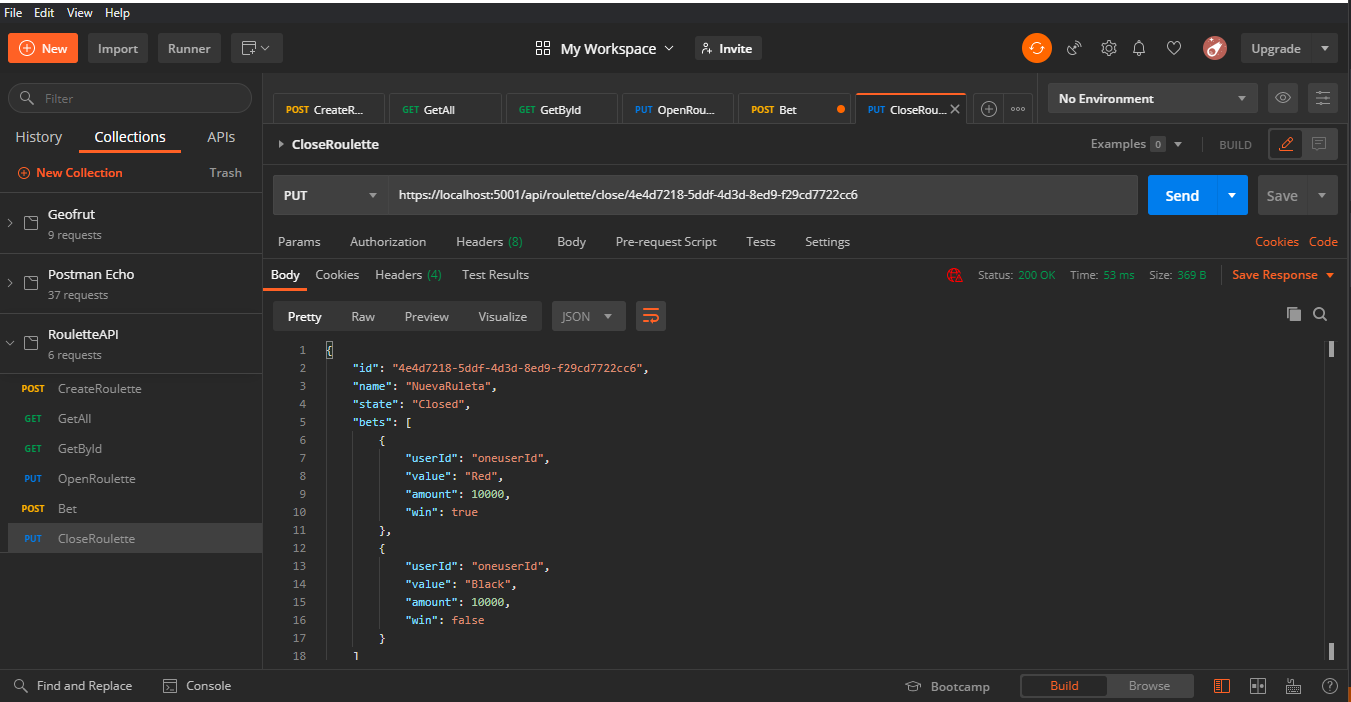 File Edit View Help
New Import Runner My Workspace Invite Upgrade
Filter
POST CreateR... GET GetAll GET GetById PUT OpenRou... POST Bet PUT CloseRou... No Environment
History Collections APIs
New Collection Trash
CloseRoulette Examples 0 BUILD
PUT https://localhost:5001/api/roulette/close/4e4d7218-5ddf-4d3d-8ed9-f29cd7722cc6 Send Save
Geofrut
9 requests
Postman Echo
37 requests
RouletteAPI
6 requests
POST CreateRoulette
GET GetAll
GET GetById
PUT OpenRoulette
POST Bet
PUT CloseRoulette
Params Authorization Headers (8) Body Pre-request Script Tests Settings Cookies Code
Body Cookies Headers (4) Test Results Status: 200 OK Time: 53 ms Size: 369 B Save Response
Pretty Raw Preview Visualize JSON
1 {
2 "id": "4e4d7218-5ddf-4d3d-8ed9-f29cd7722cc6",
3 "name": "NuevaRuleta",
4 "state": "Closed",
5 "bets": [
6 {
7 "userId": "oneuserId",
8 "value": "Red",
9 "amount": 10000,
10 "win": true
11 },
12 {
13 "userId": "oneuserId",
14 "value": "Black",
15 "amount": 10000,
16 "win": false
17 }
18 ]
Find and Replace Console Bootcamp Build Browse